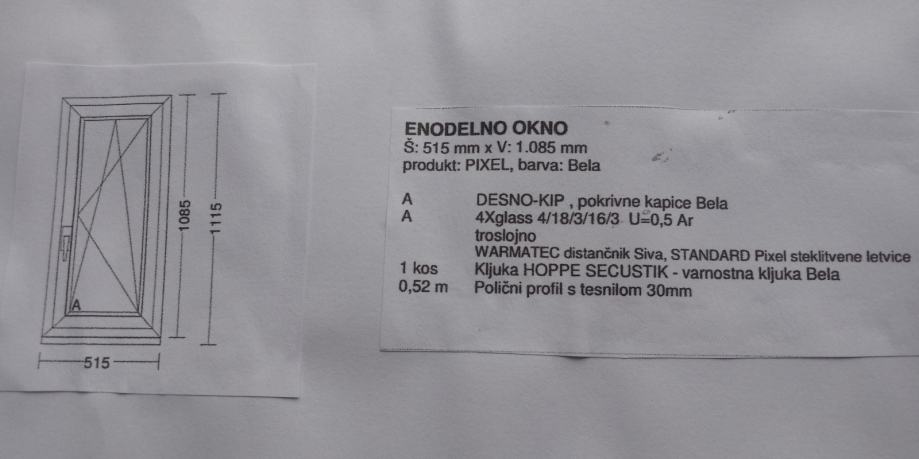 A
515
1085
1115
ENODELNO OKNO
Š: 515 mm x V: 1.085 mm
produkt: PIXEL, barva: Bela
A DESNO-KIP , pokrivne kapice Bela
A 4Xglass 4/18/3/16/3 U=0,5 Ar
troslojno
WARMATEC distančnik Siva, STANDARD Pixel steklitvene letvice
1 kos Kljuka HOPPE SECUSTIK - varnostna kljuka Bela
0,52 m Polični profil s tesnilom 30mm